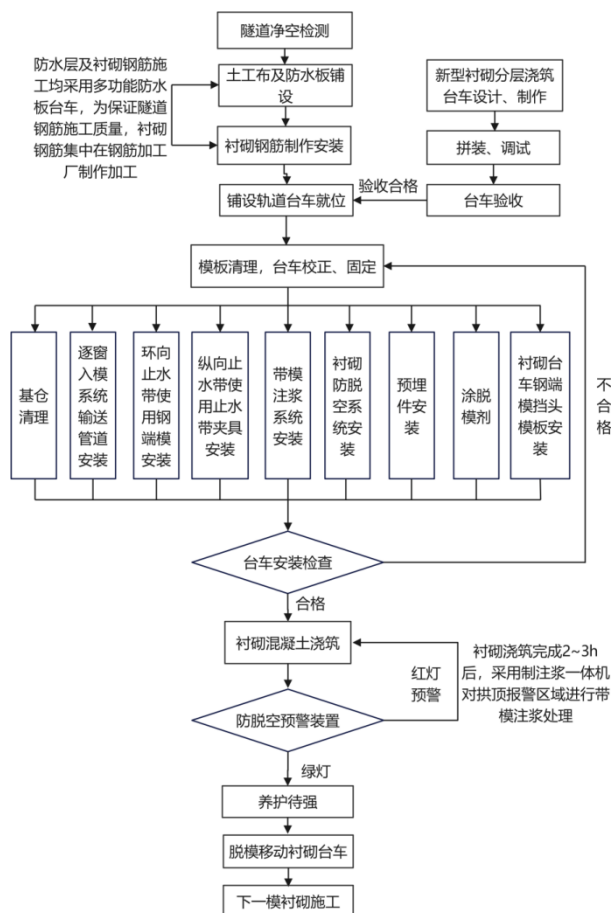 隧道净空检测
防水层及衬砌钢筋施
工均采用多功能防水
板台车，为保证隧道
钢筋施工质量，衬砌
钢筋集中在钢筋加工
厂制作加工
土工布及防水板铺
设
新型衬砌分层浇筑
台车设计、制作
衬砌钢筋制作安装
拼装、调试
铺设轨道台车就位
验收合格
台车验收
模板清理，台车校正、固定
基仓
清理
逐窗
入模
系统
输送
管道
安装
环向
止水
带使
用钢
端模
安装
纵向止
水带使
用止水
带夹具
安装
带模
注浆
系统
安装
衬砌
防脱
空系
统安
装
预埋
件安
装
涂脱
模剂
衬砌台
车钢端
模挡头
模板安
装
不
合
格
台车安装检查
合格
衬砌混凝土浇筑
红灯
预警
衬砌浇筑完成2~3h
后，采用制注浆一体机
对拱顶报警区域进行带
模注浆处理
防脱空预警装置
绿灯
养护待强
脱模移动衬砌台车
下一模衬砌施工